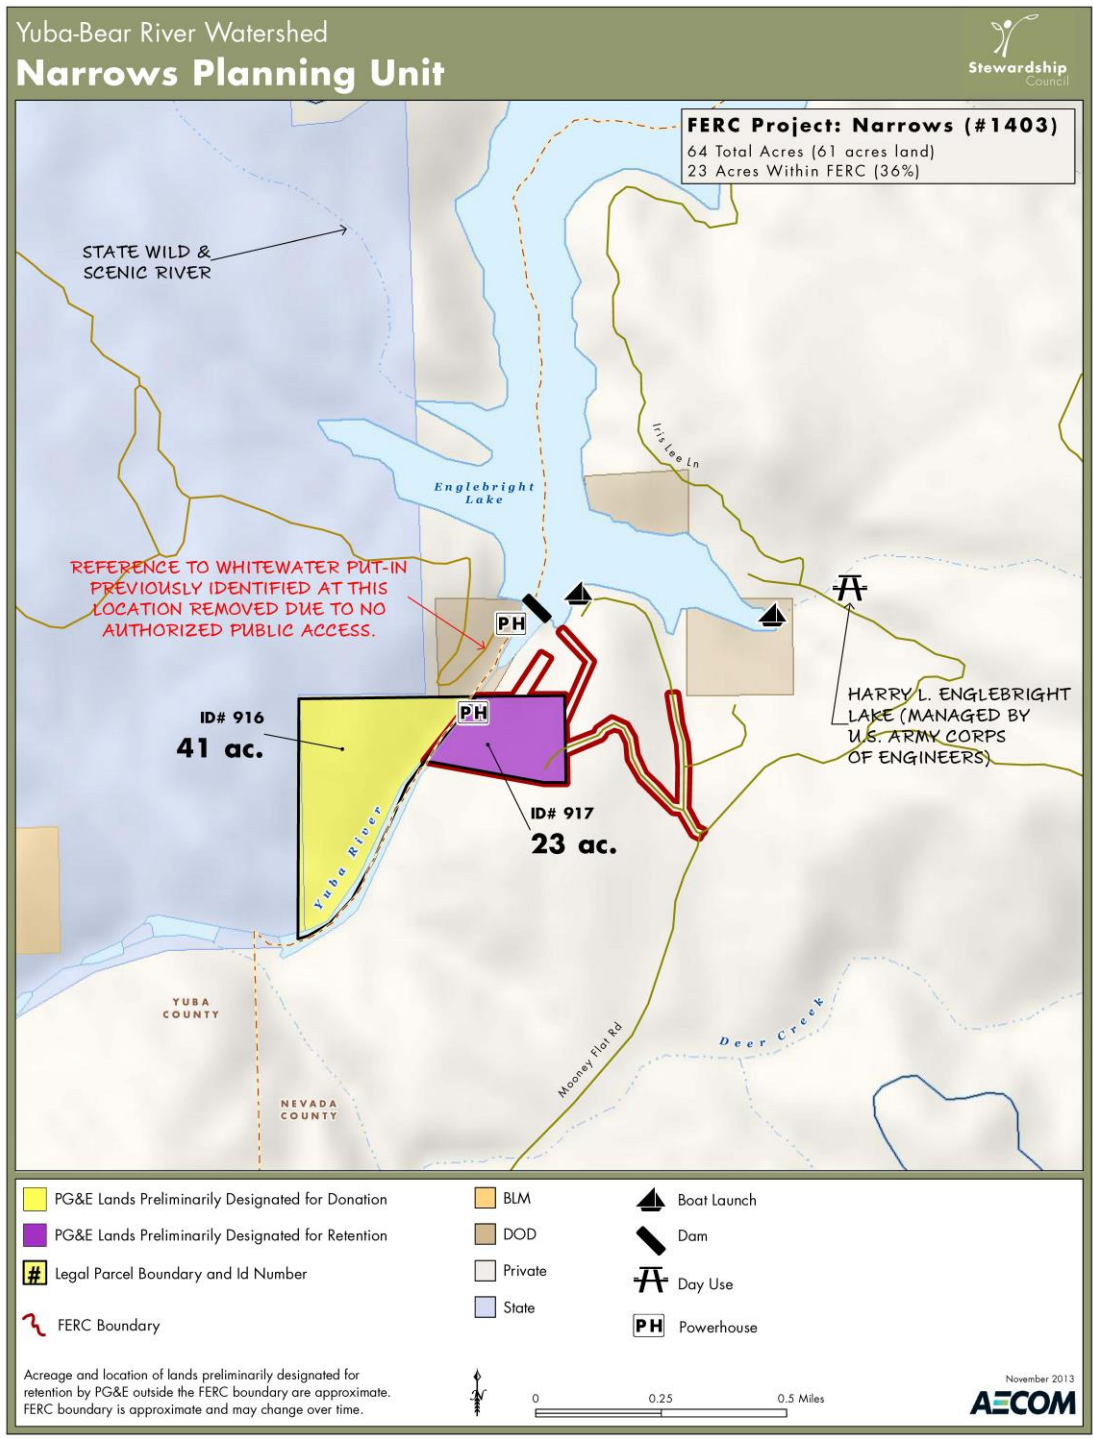 Yuba-Bear River Watershed
Narrows Planning Unit
Stewardship
Council
FERC Project: Narrows (#1403)
64 Total Acres (61 acres land)
23 Acres Within FERC (36%)
STATE WILD &
SCENIC RIVER
Iris Lee Ln
Englebright
Lake
REFERENCE TO WHITEWATER PUT-IN
PREVIOUSLY IDENTIFIED AT THIS
LOCATION REMOVED DUE TO NO
AUTHORIZED PUBLIC ACCESS.
PH
HARRY L. ENGLEBRIGHT
LAKE (MANAGED BY
U.S. ARMY CORPS
OF ENGINEERS)
PH
ID# 916
41 ac.
ID# 917
23 ac.
Yuba River
YUBA
COUNTY
Deer Creek
Mooney Flat Rd
NEVADA
COUNTY
PG&E Lands Preliminarily Designated for Donation
PG&E Lands Preliminarily Designated for Retention
# Legal Parcel Boundary and Id Number
FERC Boundary
BLM
DOD
Private
State
Boat Launch
Dam
Day Use
PH Powerhouse
Acreage and location of lands preliminarily designated for
retention by PG&E outside the FERC boundary are approximate.
FERC boundary is approximate and may change over time.
N
0 0.25 0.5 Miles
November 2013
AECOM